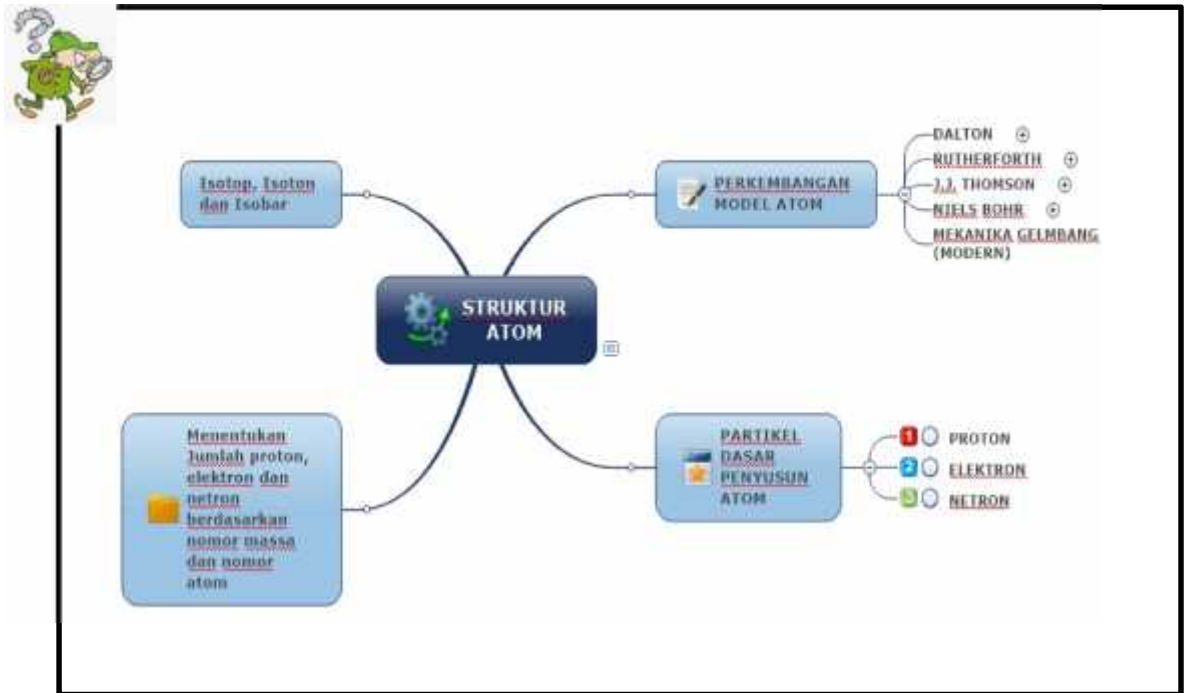 STRUKTUR
ATOM
PERKEMBANGAN
MODEL ATOM
DALTON
RUTHERFORTH
J.J. THOMSON
NIELS BOHR
MEKANIKA GELMBANG
(MODERN)
PARTIKEL
DASAR
PENYUSUN
ATOM
1 PROTON
2 ELEKTRON
3 NETRON
Menentukan
Jumlah proton,
elektron dan
netron
berdasarkan
nomor massa
dan nomor
atom
Isotop, Isoton
dan Isobar